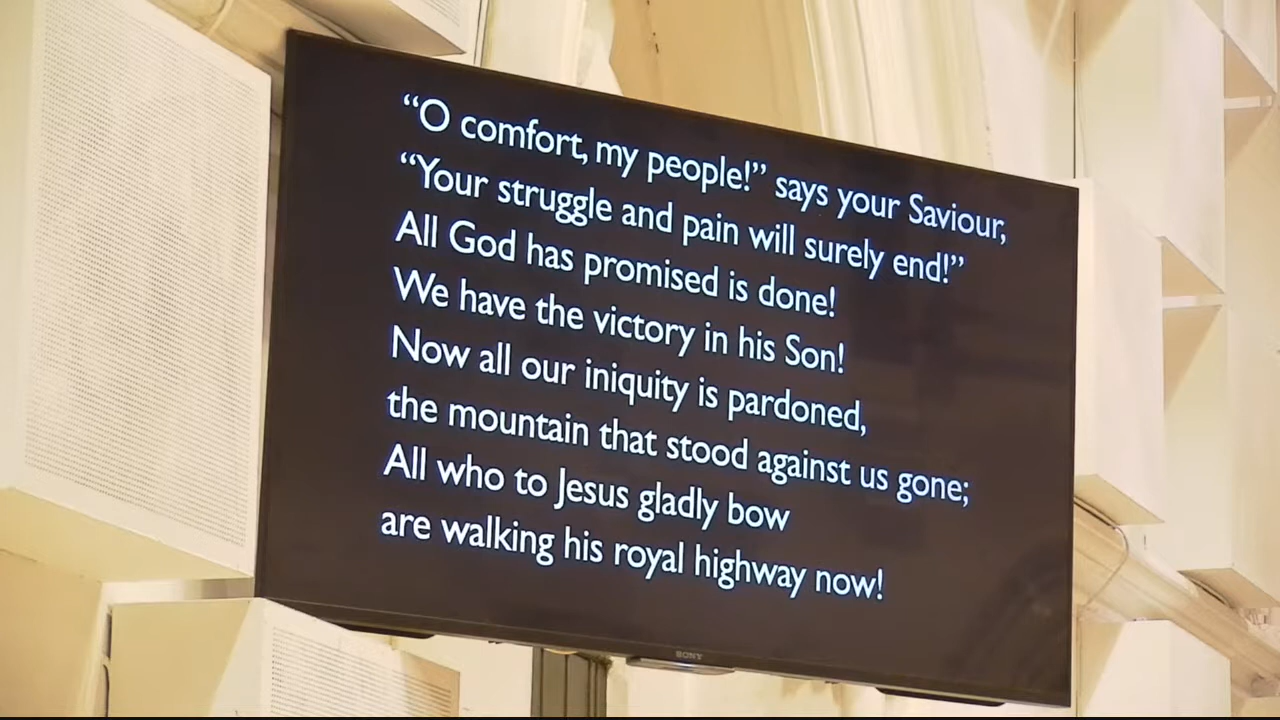 “O comfort, my people!” says your Saviour,
“Your struggle and pain will surely end!”
All God has promised is done!
We have the victory in his Son!
Now all our iniquity is pardoned,
the mountain that stood against us gone;
All who to Jesus gladly bow
are walking his royal highway now!
SONY